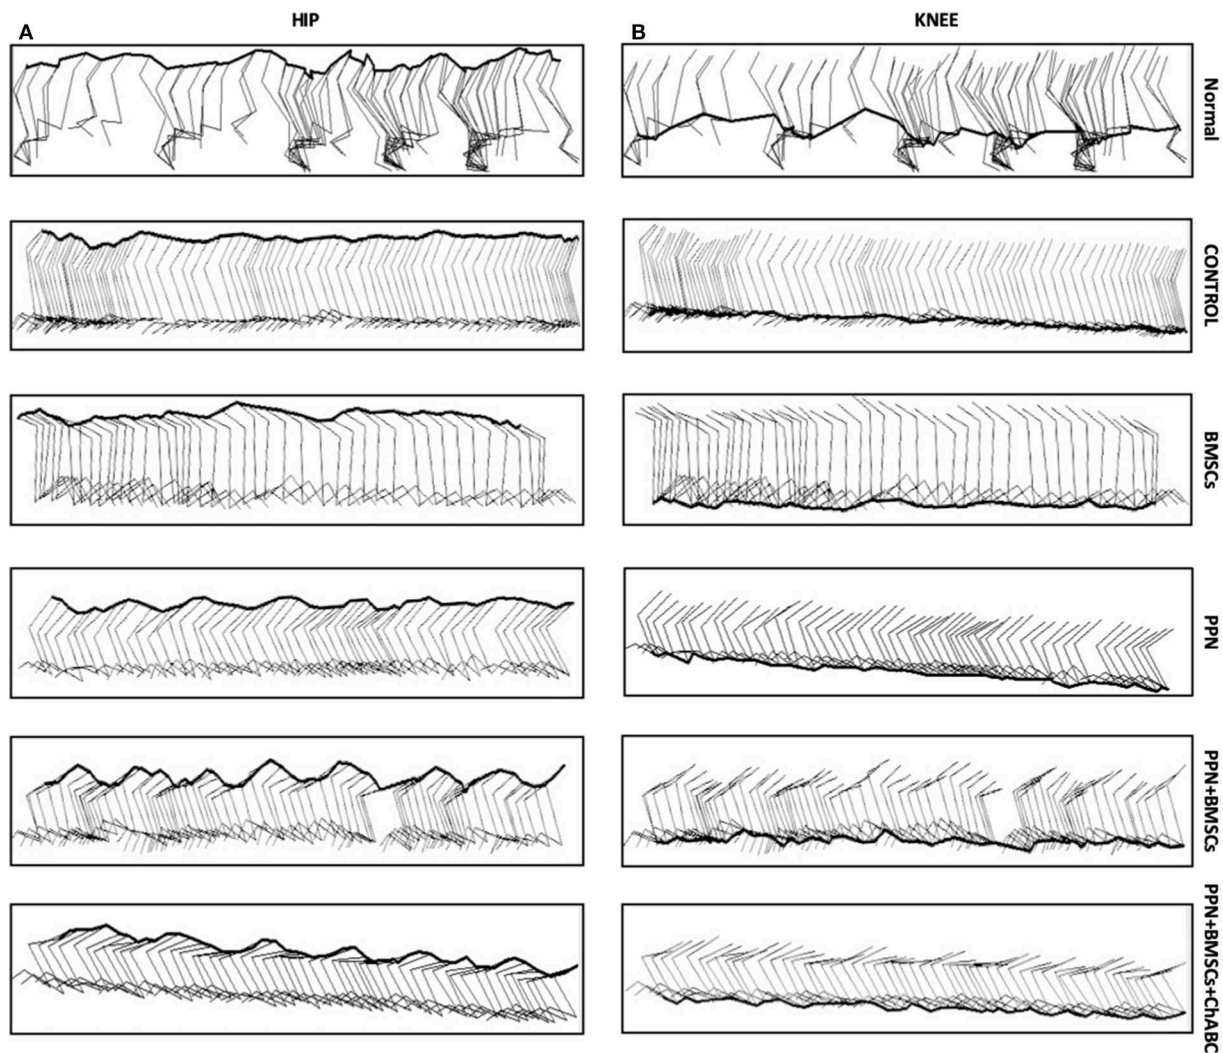 A
HIP
B
KNEE
Normal
CONTROL
BMSCs
PPN
PPN+BMSCs
PPN+BMSCs+ChABC